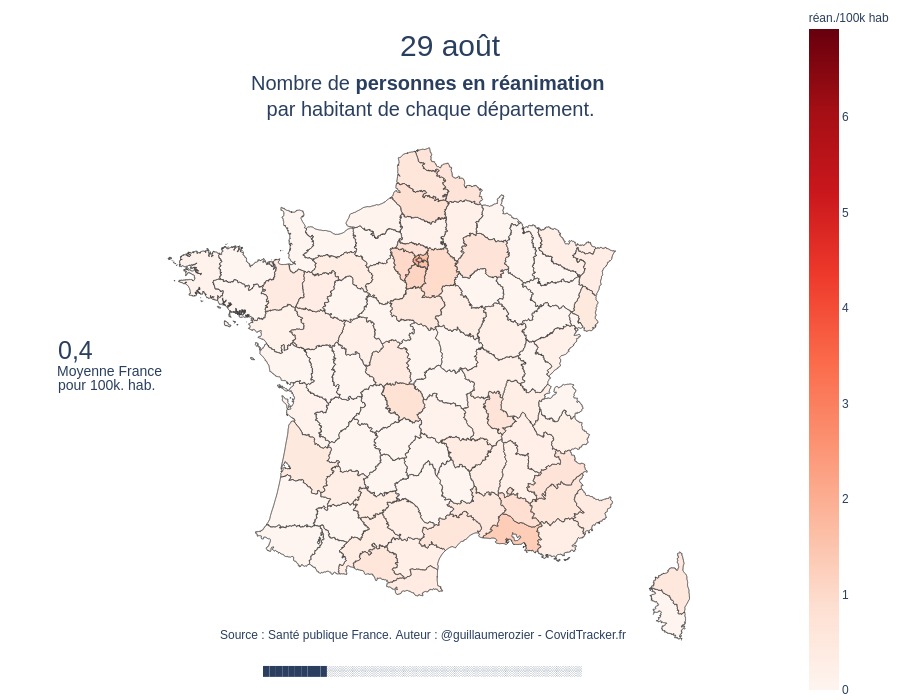 réan./100k hab
29 août
Nombre de personnes en réanimation
par habitant de chaque département.
6
5
4
3
2
1
0
0,4
Moyenne France
pour 100k. hab.
Source : Santé publique France. Auteur : @guillaumerozier - CovidTracker.fr